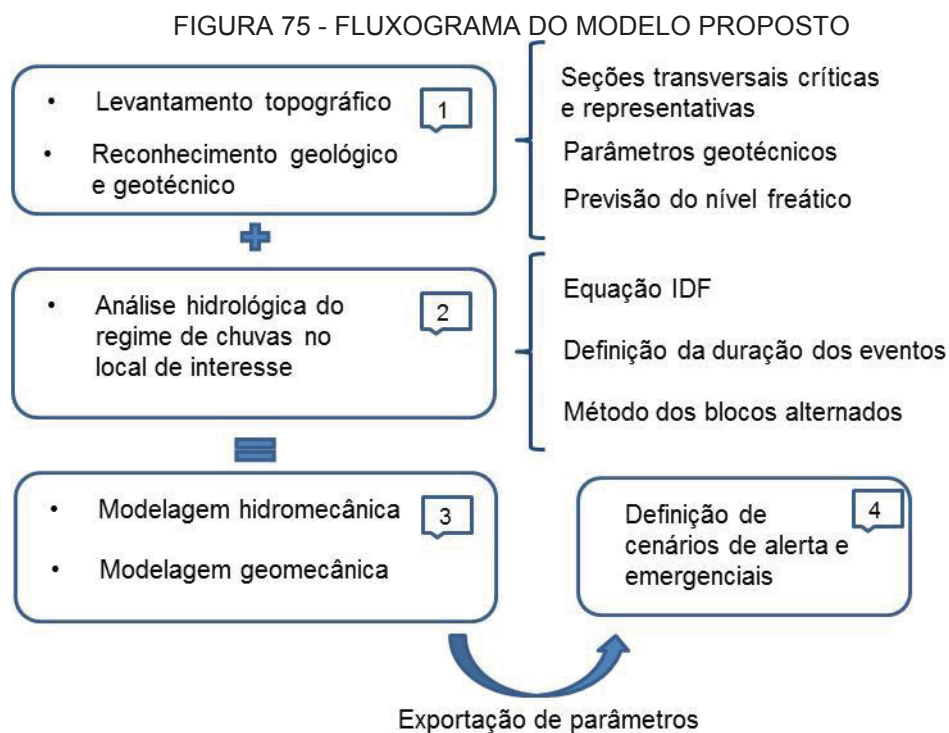 FIGURA 75 - FLUXOGRAMA DO MODELO PROPOSTO
• Levantamento topográfico
1
• Reconhecimento geológico
e geotécnico
Seções transversais críticas
e representativas
Parâmetros geotécnicos
Previsão do nível freático
• Análise hidrológica do
regime de chuvas no
local de interesse
2
Equação IDF
Definição da duração dos eventos
Método dos blocos alternados
• Modelagem hidromecânica
• Modelagem geomecânica
3
Definição de
cenários de alerta e
emergenciais
4
Exportação de parâmetros